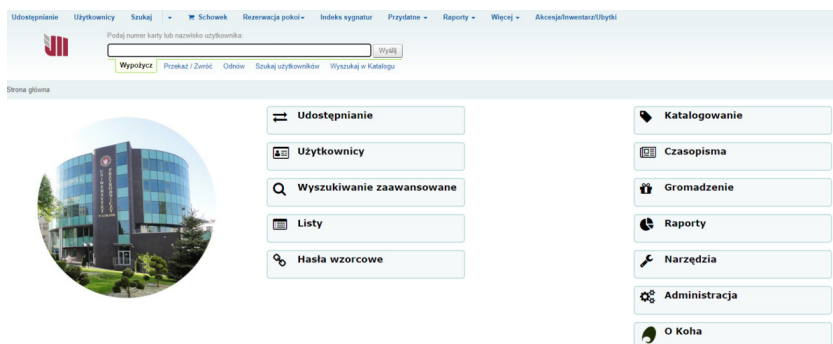 Udostępnianie Użytkownicy Szukaj Schowek Rezerwacja pokoi Indeks sygnatur Przydatne Raporty Więcej Akcesja/Inwentarz/Ubytki
Podaj numer karty lub nazwisko użytkownika:
Wyślij
Wypożycz Przekaż / Zwróć Odnów Szukaj użytkowników Wyszukaj w Katalogu
Strona główna
Udostępnianie
Użytkownicy
Wyszukiwanie zaawansowane
Listy
Hasła wzorcowe
Katalogowanie
Czasopisma
Gromadzenie
Raporty
Narzędzia
Administracja
O Koha
UNIWERSYTET
PRZYRODNICZY